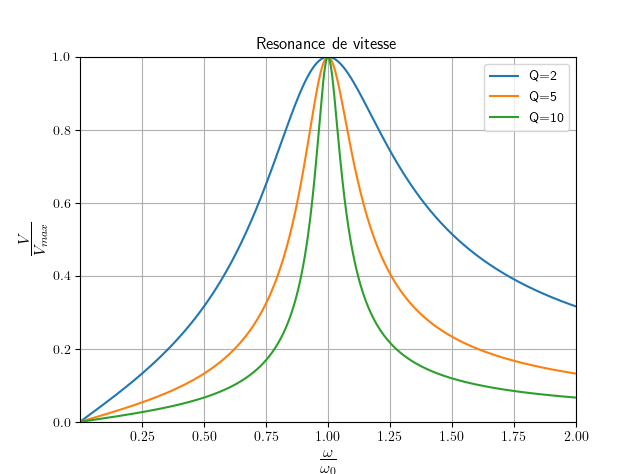 Resonance de vitesse
1.0
0.8
0.6
0.4
0.2
0.0
V
V_max
Q=2
Q=5
Q=10
0.25 0.50 0.75 1.00 1.25 1.50 1.75 2.00
ω
ω₀